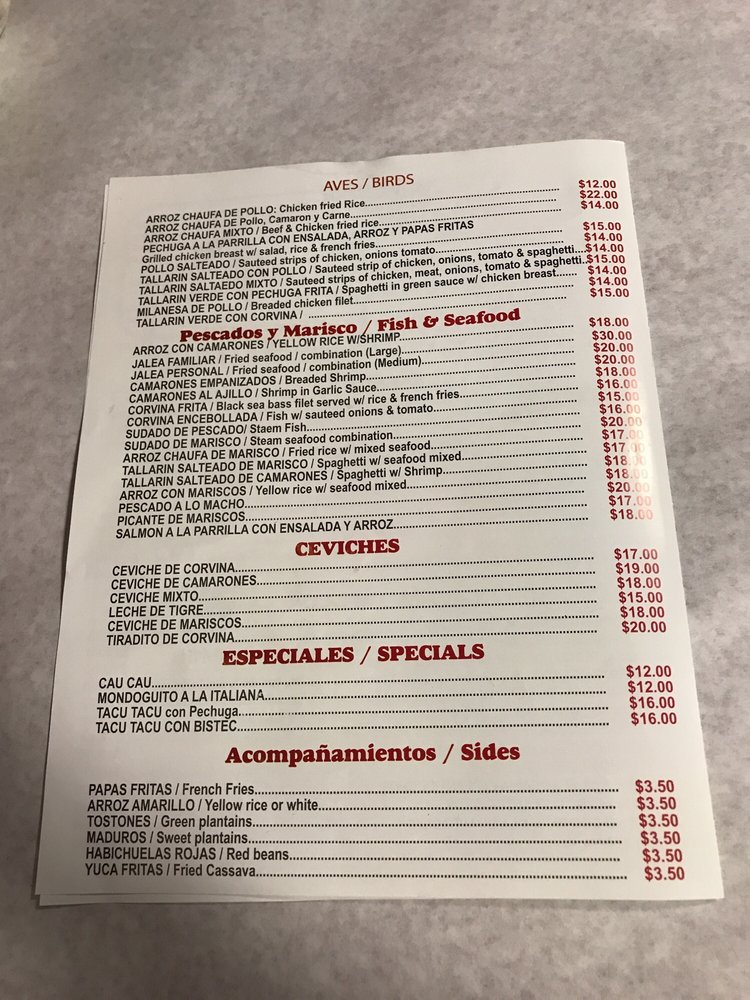 AVES / BIRDS
ARROZ CHAUFA DE POLLO: Chicken fried Rice...$12.00
ARROZ CHAUFA DE Pollo, Camaron y Carne...$22.00
ARROZ CHAUFA MIXTO / Beef & Chicken fried rice...$14.00
PECHUGA A LA PARRILLA CON ENSALADA, ARROZ Y PAPAS FRITAS
Grilled chicken breast w/ salad, rice & french fries...$15.00
POLLO SALTEADO / Sauteed strips of chicken, onions tomato...$14.00
TALLARIN SALTEADO CON POLLO / Sauteed strip of chicken, onions, tomato & spaghetti...$14.00
TALLARIN SALTAEDO MIXTO / Sauteed strips of chicken, meat, onions, tomato & spaghetti..$15.00
TALLARIN VERDE CON PECHUGA FRITA / Spaghetti in green sauce w/ chicken breast......$14.00
MILANESA DE POLLO / Breaded chicken filet...$14.00
TALLARIN VERDE CON CORVINA / ...$15.00
Pescados y Marisco / Fish & Seafood
ARROZ CON CAMARONES / YELLOW RICE W/SHRIMP...$18.00
JALEA FAMILIAR / Fried seafood / combination (Large)...$30.00
JALEA PERSONAL / Fried seafood / combination (Medium)...$20.00
CAMARONES EMPANIZADOS / Breaded Shrimp...$20.00
CAMARONES AL AJILLO / Shrimp in Garlic Sauce...$18.00
CORVINA FRITA / Black sea bass filet served w/ rice & french fries...$16.00
CORVINA ENCEBOLLADA / Fish w/ sauteed onions & tomato...$15.00
SUDADO DE PESCADO/ Staem Fish...$16.00
SUDADO DE MARISCO / Steam seafood combination...$20.00
ARROZ CHAUFA DE MARISCO / Fried rice w/ mixed seafood...$17.00
TALLARIN SALTEADO DE MARISCO / Spaghetti w/ seafood mixed...$17.00
TALLARIN SALTEADO DE CAMARONES / Spaghetti w/ Shrimp...$18.00
ARROZ CON MARISCOS / Yellow rice w/ seafood mixed...$18.00
PESCADO A LO MACHO...$20.00
PICANTE DE MARISCOS...$17.00
SALMON A LA PARRILLA CON ENSALADA Y ARROZ...$18.00
CEVICHES
CEVICHE DE CORVINA...$17.00
CEVICHE DE CAMARONES...$19.00
CEVICHE MIXTO...$18.00
LECHE DE TIGRE...$15.00
CEVICHE DE MARISCOS...$18.00
TIRADITO DE CORVINA...$20.00
ESPECIALES / SPECIALS
CAU CAU...$12.00
MONDOGUITO A LA ITALIANA...$12.00
TACU TACU con Pechuga...$16.00
TACU TACU CON BISTEC...$16.00
Acompañamientos / Sides
PAPAS FRITAS / French Fries...$3.50
ARROZ AMARILLO / Yellow rice or white...$3.50
TOSTONES / Green plantains...$3.50
MADUROS / Sweet plantains...$3.50
HABICHUELAS ROJAS / Red beans...$3.50
YUCA FRITAS / Fried Cassava...$3.50